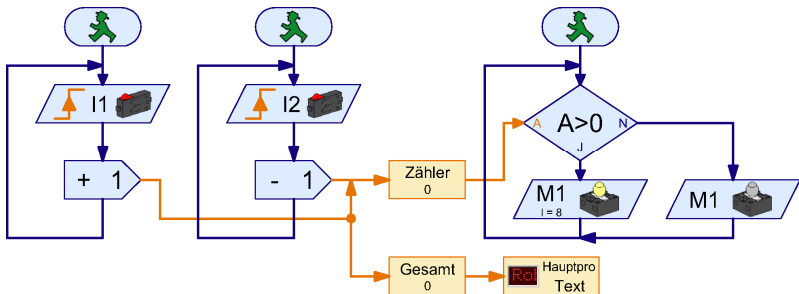 I1
I2
A
A>0
N
J
+ 1
- 1
Zähler
0
M1
I = 8
M1
Gesamt
0
Ro
Hauptpro
Text